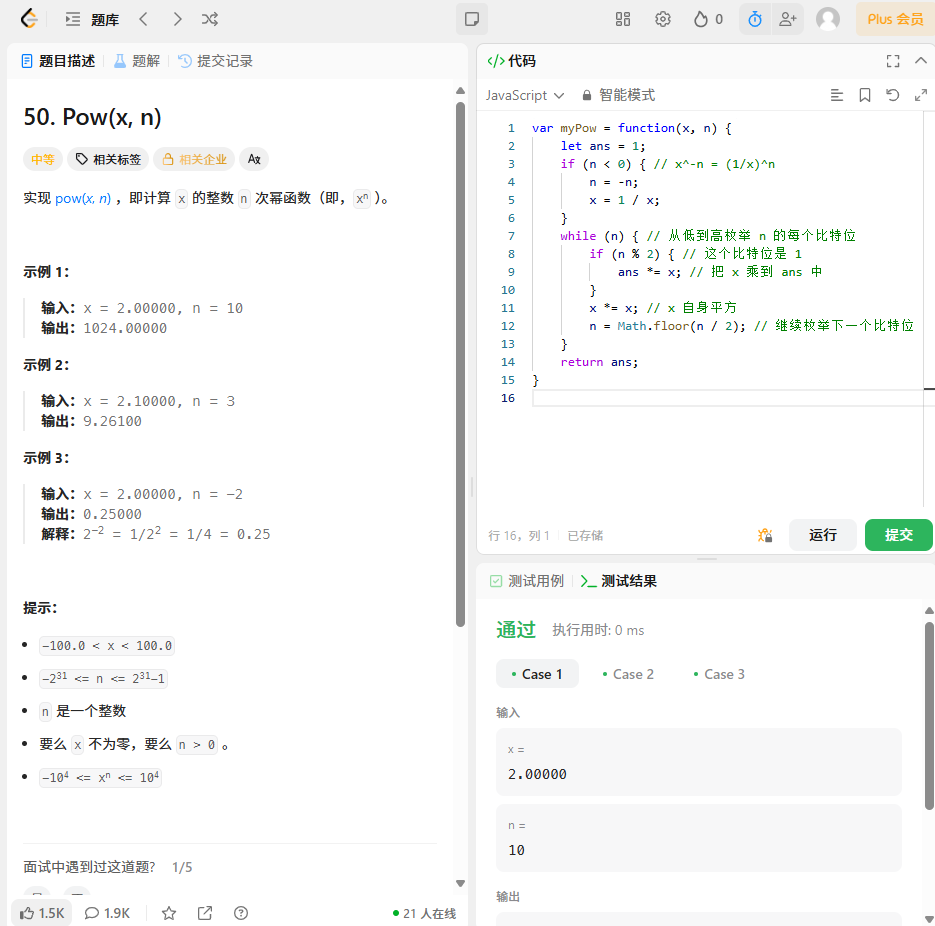 题库
0
Plus 会员
题目描述
题解
提交记录
50. Pow(x, n)
中等
相关标签
相关企业
实现 pow(x, n) ，即计算 x 的整数 n 次幂函数（即，xⁿ ）。
示例 1：
输入：x = 2.00000, n = 10
输出：1024.00000
示例 2：
输入：x = 2.10000, n = 3
输出：9.26100
示例 3：
输入：x = 2.00000, n = -2
输出：0.25000
解释：2⁻² = 1/2² = 1/4 = 0.25
提示：
-100.0 < x < 100.0
-2³¹ <= n <= 2³¹-1
n 是一个整数
要么 x 不为零，要么 n > 0 。
-10⁴ <= xⁿ <= 10⁴
面试中遇到过这道题? 1/5
1.5K
1.9K
21 人在线
</> 代码
JavaScript
智能模式
1 var myPow = function(x, n) {
2 let ans = 1;
3 if (n < 0) { // x^-n = (1/x)^n
4 n = -n;
5 x = 1 / x;
6 }
7 while (n) { // 从低到高枚举 n 的每个比特位
8 if (n % 2) { // 这个比特位是 1
9 ans *= x; // 把 x 乘到 ans 中
10 }
11 x *= x; // x 自身平方
12 n = Math.floor(n / 2); // 继续枚举下一个比特位
13 }
14 return ans;
15 }
16
行 16，列 1
已存储
运行
提交
测试用例
测试结果
通过 执行用时: 0 ms
Case 1
Case 2
Case 3
输入
x =
2.00000
n =
10
输出